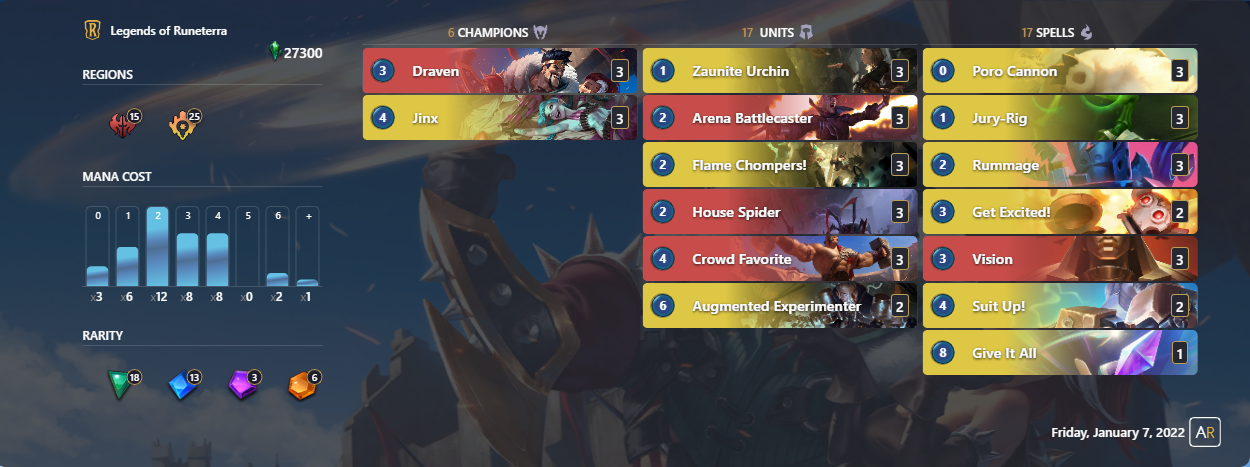 Legends of Runeterra
27300
REGIONS
15
25
MANA COST
0 1 2 3 4 5 6 +
x3 x6 x12 x8 x8 x0 x2 x1
RARITY
18 13 3 6
6 CHAMPIONS
3 Draven 3
4 Jinx 3
17 UNITS
1 Zaunite Urchin 3
2 Arena Battlecaster 3
2 Flame Chompers! 3
2 House Spider 3
4 Crowd Favorite 3
6 Augmented Experimenter 2
17 SPELLS
0 Poro Cannon 3
1 Jury-Rig 3
2 Rummage 3
3 Get Excited! 2
3 Vision 3
4 Suit Up! 2
8 Give It All 1
Friday, January 7, 2022 AR